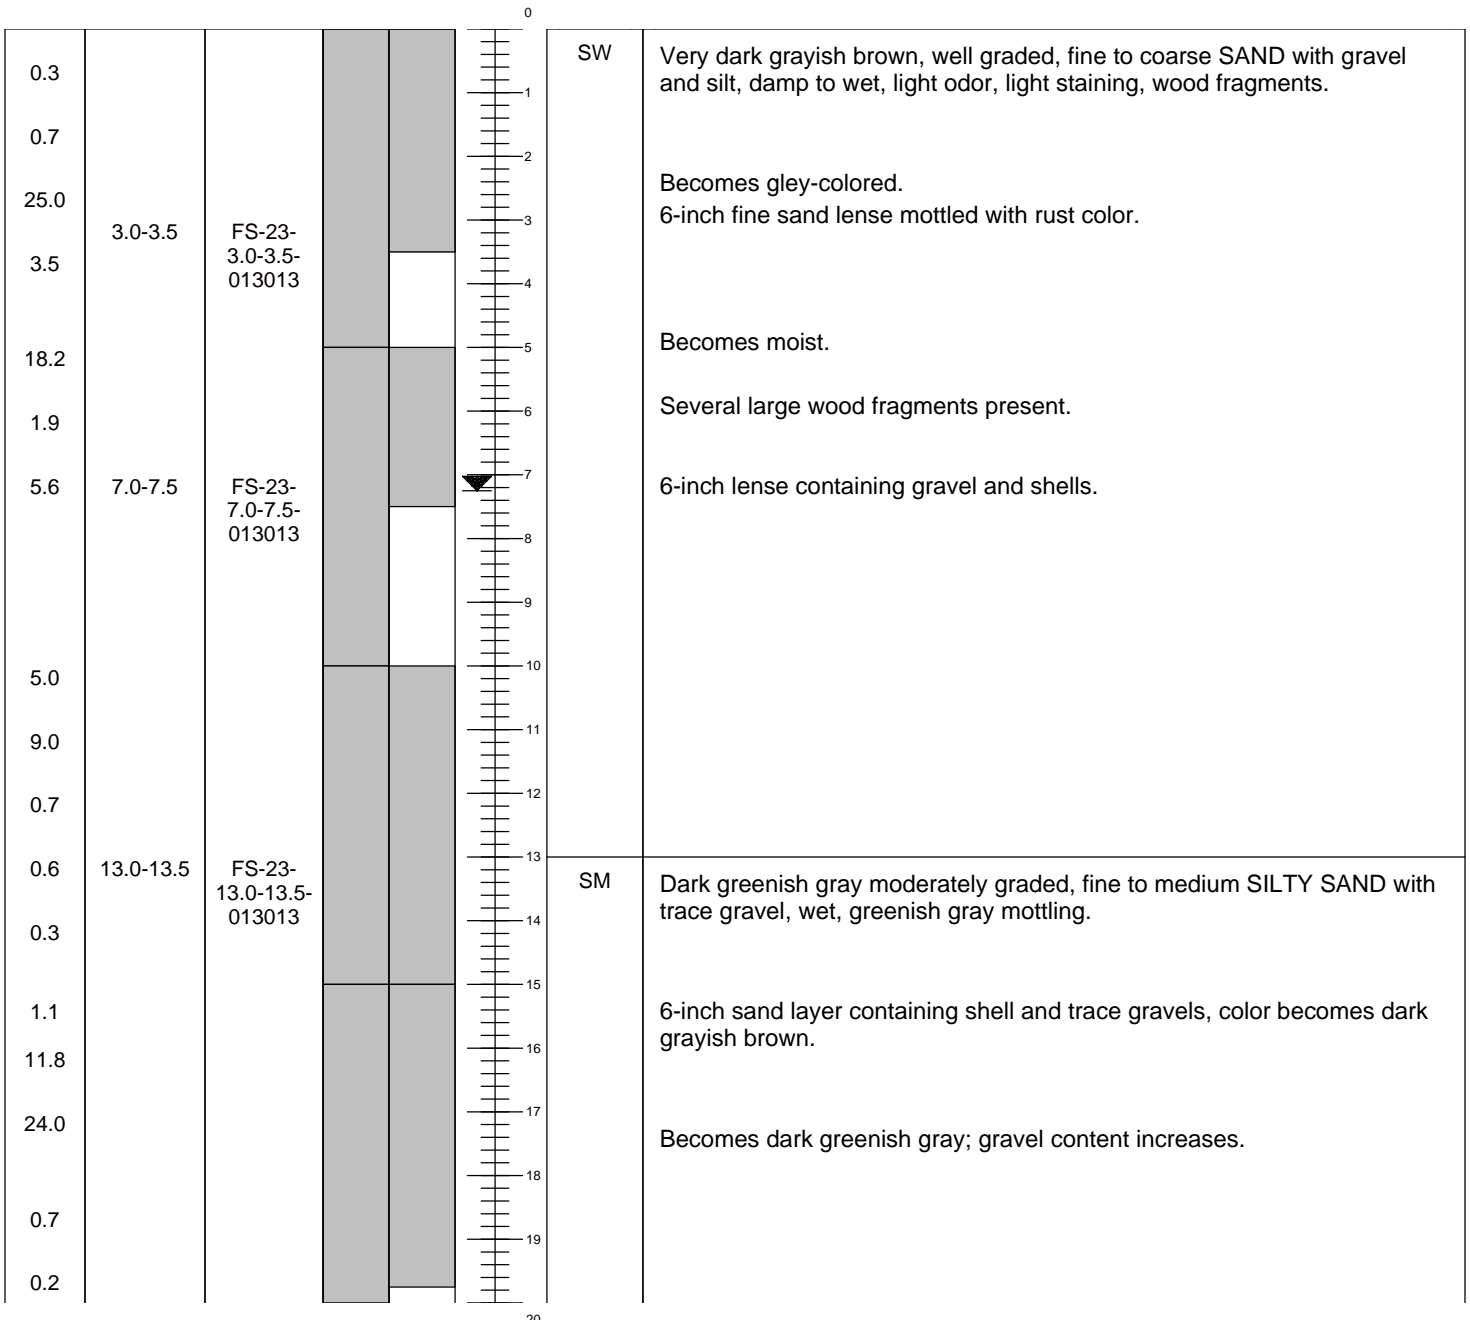 0
SW
Very dark grayish brown, well graded, fine to coarse SAND with gravel
and silt, damp to wet, light odor, light staining, wood fragments.
0.3
1
0.7
2
Becomes gley-colored.
25.0
3
6-inch fine sand lense mottled with rust color.
3.0-3.5
FS-23-
3.0-3.5-
013013
3.5
4
5
Becomes moist.
18.2
6
Several large wood fragments present.
1.9
7
5.6
7.0-7.5
FS-23-
7.0-7.5-
013013
6-inch lense containing gravel and shells.
8
9
10
5.0
11
9.0
12
0.7
13
0.6
13.0-13.5
FS-23-
13.0-13.5-
013013
SM
Dark greenish gray moderately graded, fine to medium SILTY SAND with
trace gravel, wet, greenish gray mottling.
14
0.3
15
1.1
6-inch sand layer containing shell and trace gravels, color becomes dark
grayish brown.
16
11.8
17
24.0
Becomes dark greenish gray; gravel content increases.
18
0.7
19
0.2
20